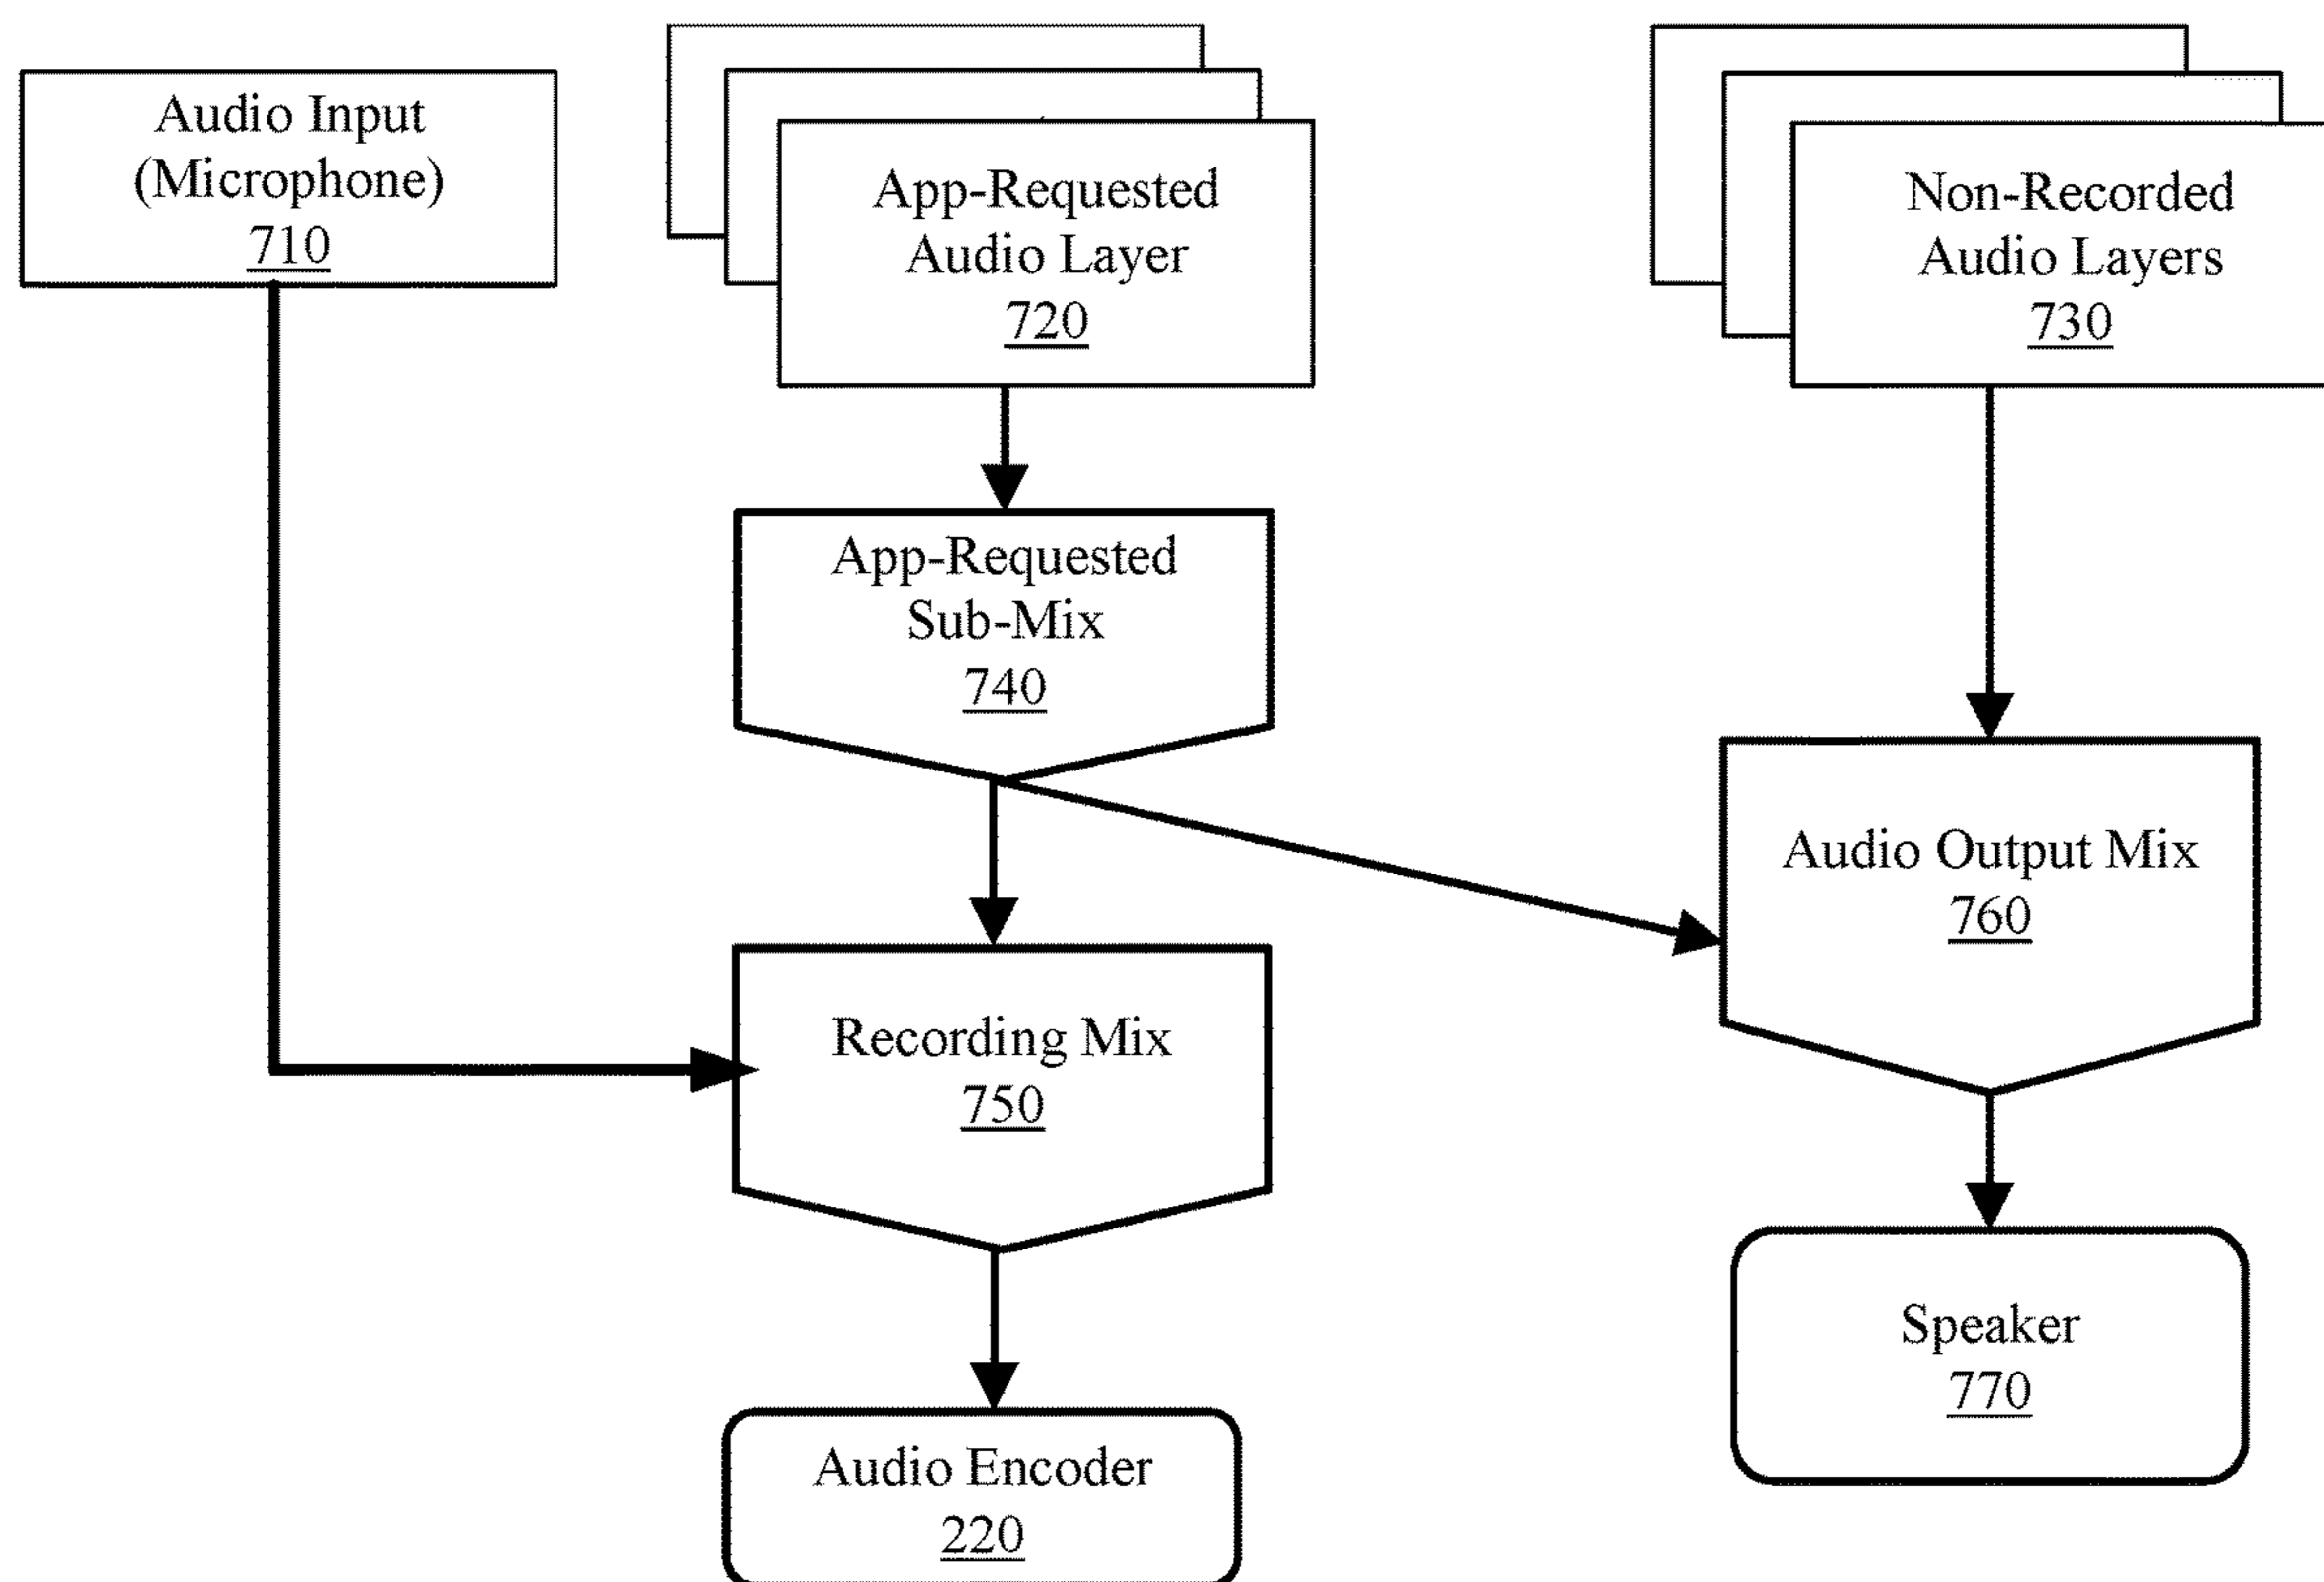 Audio Input
(Microphone)
710
App-Requested
Audio Layer
720
Non-Recorded
Audio Layers
730
App-Requested
Sub-Mix
740
Audio Output Mix
760
Recording Mix
750
Speaker
770
Audio Encoder
220